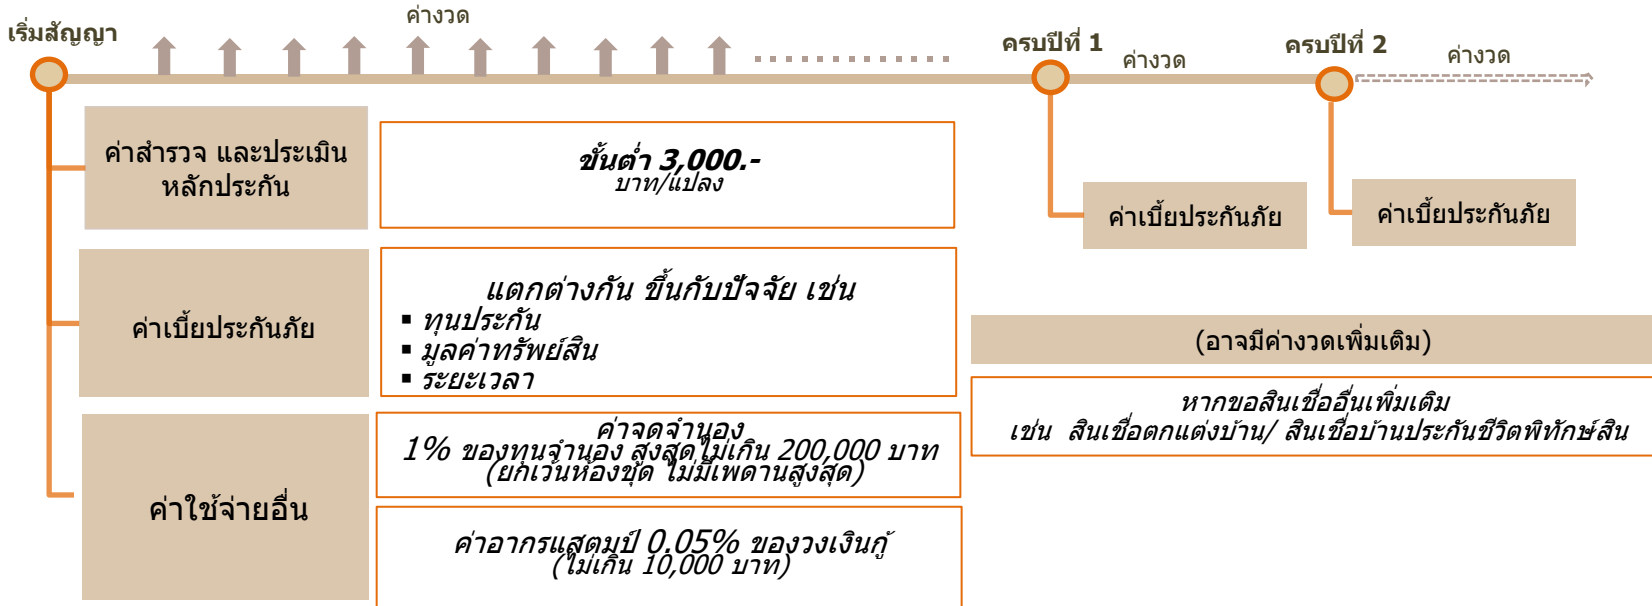 ค่างวด
เริ่มสัญญา
ครบปีที่ 1
ค่างวด
ครบปีที่ 2
ค่างวด
ค่าสำรวจ และประเมิน
หลักประกัน
ขั้นต่ำ 3,000.-
บาท/แปลง
ค่าเบี้ยประกันภัย
ค่าเบี้ยประกันภัย
ค่าเบี้ยประกันภัย
แตกต่างกัน ขึ้นกับปัจจัย เช่น
▪ ทุนประกัน
▪ มูลค่าทรัพย์สิน
▪ ระยะเวลา
(อาจมีค่างวดเพิ่มเติม)
หากขอสินเชื่ออื่นเพิ่มเติม
เช่น สินเชื่อตกแต่งบ้าน/ สินเชื่อบ้านประกันชีวิตพิทักษ์สิน
ค่าใช้จ่ายอื่น
ค่าจดจำนอง
1% ของทุนจำนอง สูงสุดไม่เกิน 200,000 บาท
(ยกเว้นห้องชุด ไม่มีเพดานสูงสุด)
ค่าอากรแสตมป์ 0.05% ของวงเงินกู้
(ไม่เกิน 10,000 บาท)